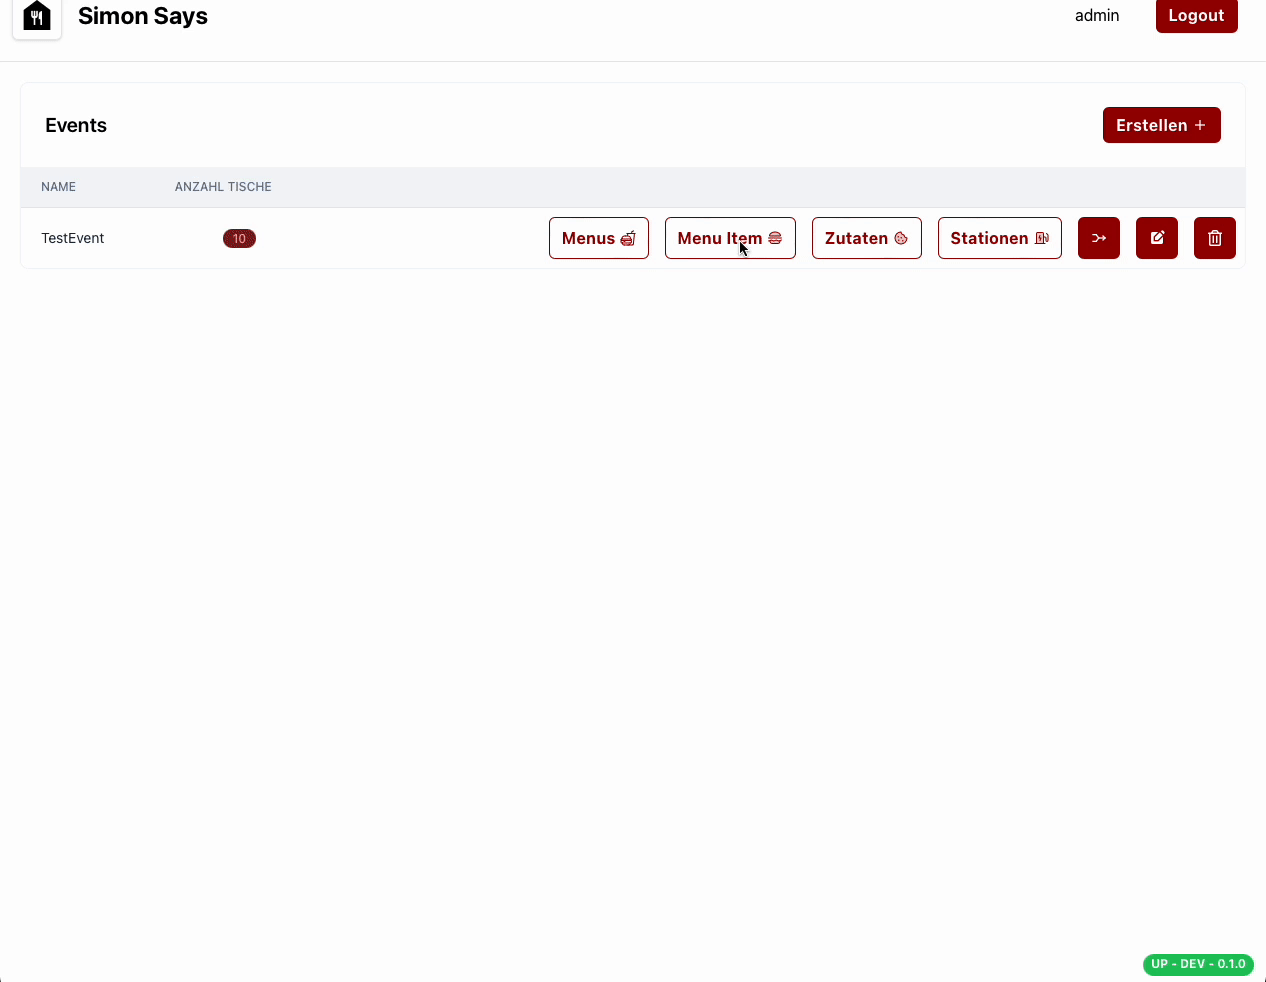 Simon Says
admin
Logout
Events
Erstellen +
NAME
ANZAHL TISCHE
TestEvent
10
Menus
Menu Item
Zutaten
Stationen
UP - DEV - 0.1.0